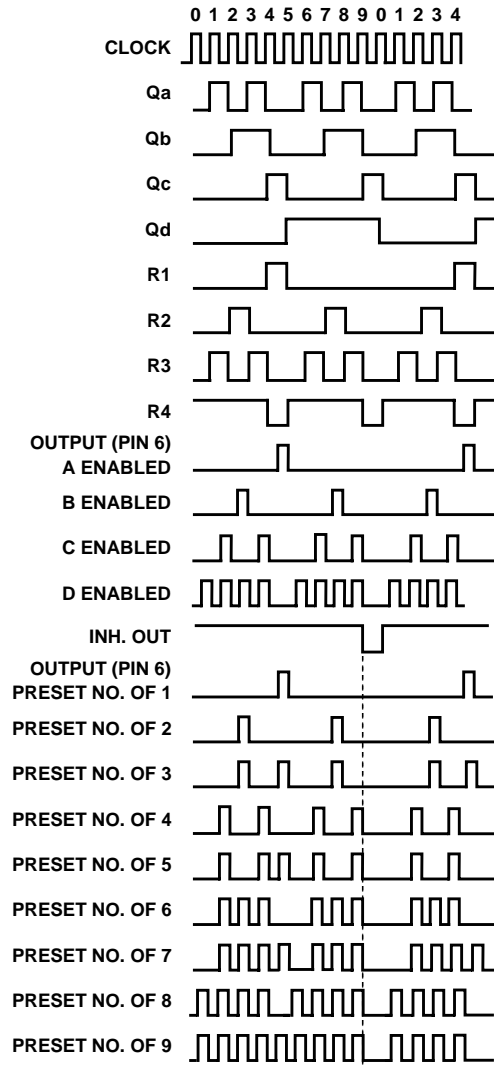 0 1 2 3 4 5 6 7 8 9 0 1 2 3 4
CLOCK
Qa
Qb
Qc
Qd
R1
R2
R3
R4
OUTPUT (PIN 6)
A ENABLED
B ENABLED
C ENABLED
D ENABLED
INH. OUT
OUTPUT (PIN 6)
PRESET NO. OF 1
PRESET NO. OF 2
PRESET NO. OF 3
PRESET NO. OF 4
PRESET NO. OF 5
PRESET NO. OF 6
PRESET NO. OF 7
PRESET NO. OF 8
PRESET NO. OF 9